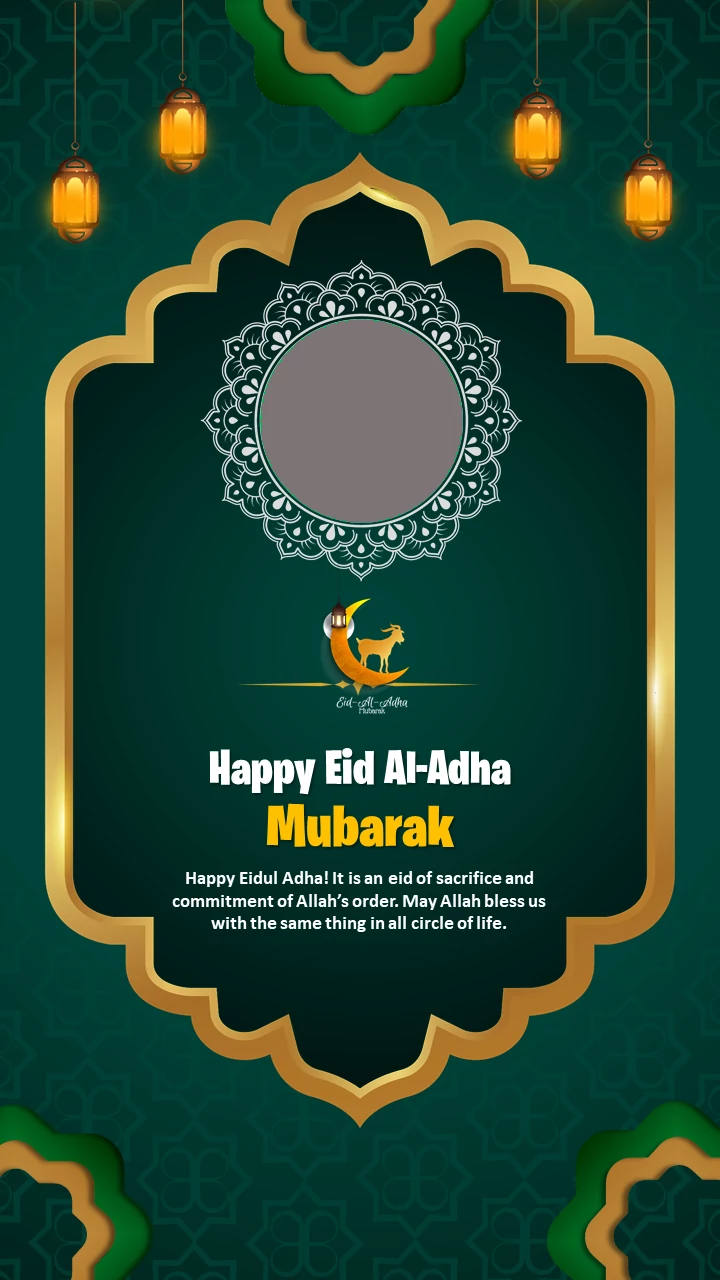 Eid-Al-Adha
Mubarak
Happy Eid Al-Adha
Mubarak
Happy Eidul Adha! It is an eid of sacrifice and
commitment of Allah’s order. May Allah bless us
with the same thing in all circle of life.